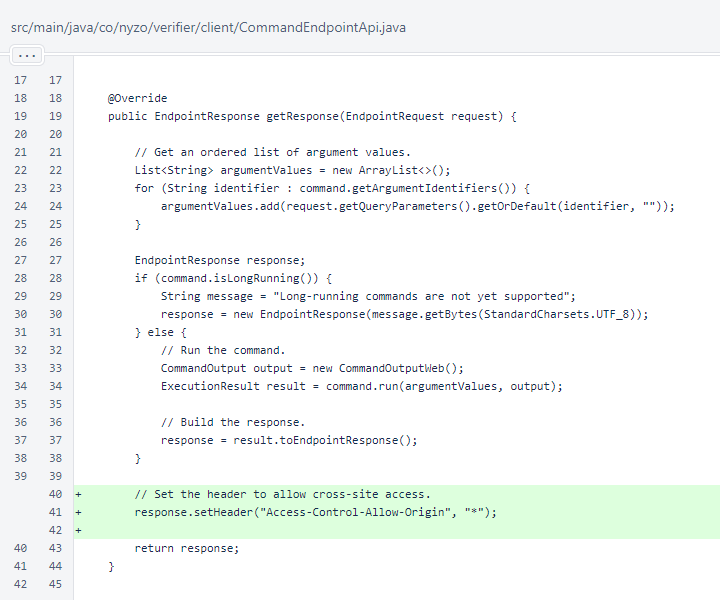 src/main/java/co/nyzo/verifier/client/CommandEndpointApi.java
...
17 17
18 18 @Override
19 19 public EndpointResponse getResponse(EndpointRequest request) {
20 20
21 21 // Get an ordered list of argument values.
22 22 List<String> argumentValues = new ArrayList<>();
23 23 for (String identifier : command.getArgumentIdentifiers()) {
24 24 argumentValues.add(request.getQueryParameters().getOrDefault(identifier, ""));
25 25 }
26 26
27 27 EndpointResponse response;
28 28 if (command.isLongRunning()) {
29 29 String message = "Long-running commands are not yet supported";
30 30 response = new EndpointResponse(message.getBytes(StandardCharsets.UTF_8));
31 31 } else {
32 32 // Run the command.
33 33 CommandOutput output = new CommandOutputWeb();
34 34 ExecutionResult result = command.run(argumentValues, output);
35 35
36 36 // Build the response.
37 37 response = result.toEndpointResponse();
38 38 }
39 39
40 + // Set the header to allow cross-site access.
41 + response.setHeader("Access-Control-Allow-Origin", "*");
42 +
40 43 return response;
41 44 }
42 45